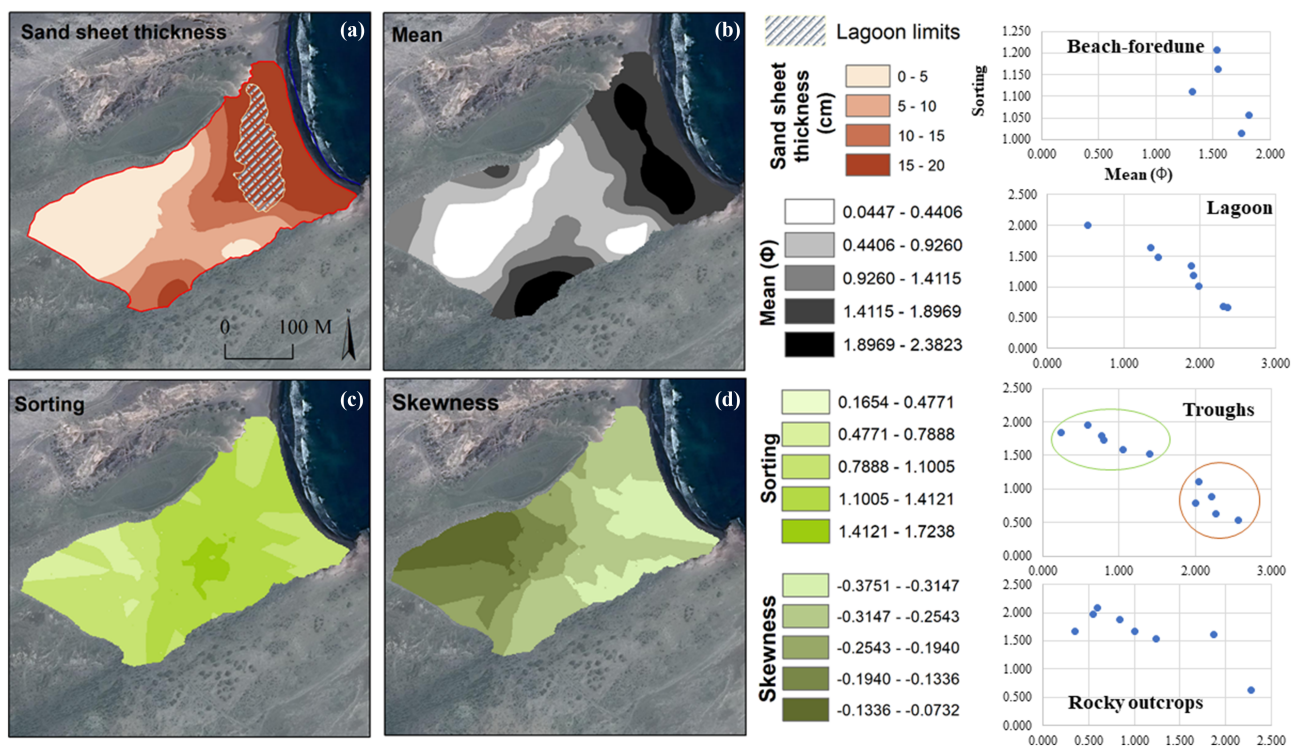 Sand sheet thickness
(a)
0
100 M
Mean
(b)
Sorting
(c)
Skewness
(d)
Lagoon limits
Sand sheet
thickness
(cm)
0 - 5
5 - 10
10 - 15
15 - 20
Mean (Φ)
0.0447 - 0.4406
0.4406 - 0.9260
0.9260 - 1.4115
1.4115 - 1.8969
1.8969 - 2.3823
Sorting
0.1654 - 0.4771
0.4771 - 0.7888
0.7888 - 1.1005
1.1005 - 1.4121
1.4121 - 1.7238
Skewness
-0.3751 - -0.3147
-0.3147 - -0.2543
-0.2543 - -0.1940
-0.1940 - -0.1336
-0.1336 - -0.0732
Beach-foredune
Sorting
1.250
1.200
1.150
1.100
1.050
1.000
0.000 0.500 1.000 1.500 2.000
Mean (Φ)
Lagoon
2.500
2.000
1.500
1.000
0.500
0.000
0.000 1.000 2.000 3.000
Troughs
2.500
2.000
1.500
1.000
0.500
0.000
0.000 1.000 2.000 3.000
2.500
2.000
1.500
1.000
0.500
0.000
Rocky outcrops
0.000 0.500 1.000 1.500 2.000 2.500